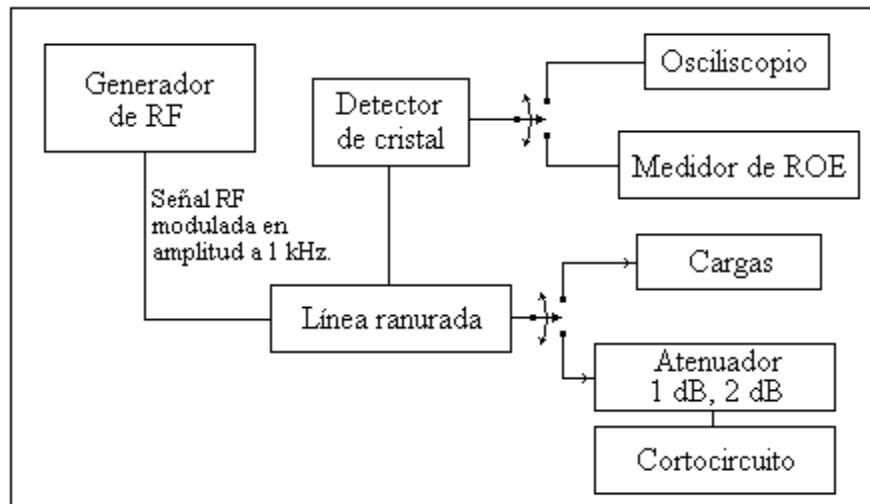 Generador
de RF
Señal RF
modulada en
amplitud a 1 kHz.
Detector
de cristal
Osciliscopio
Medidor de ROE
Línea ranurada
Cargas
Atenuador
1 dB, 2 dB
Cortocircuito